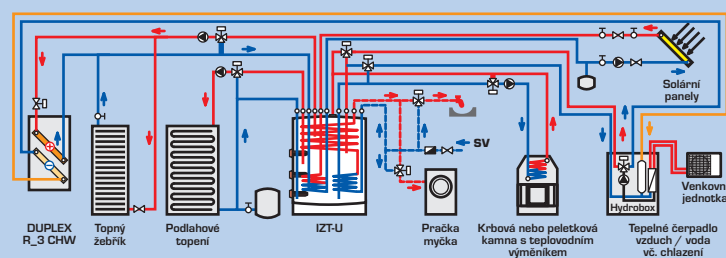 Solární
panely
SV
Hydrobox
Venkovní
jednotka
DUPLEX
R_3 CHW
Topný
žebřík
Podlahové
topení
IZT-U
Pračka
myčka
Krbová nebo peletková
kamna s teplovodním
výměníkem
Tepelné čerpadlo
vzduch / voda
vč. chlazení